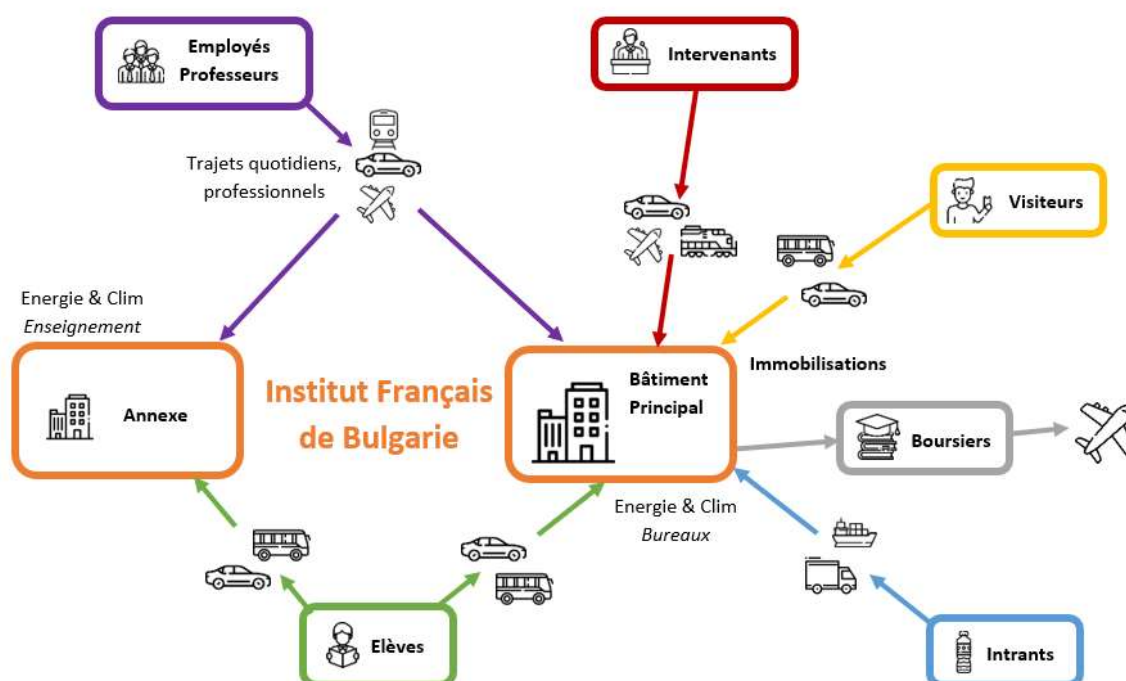 Employés
Professeurs
Intervenants
Trajets quotidiens,
professionnels
Visiteurs
Energie & Clim
Enseignement
Immobilisations
Annexe
Institut Français
de Bulgarie
Bâtiment
Principal
Boursiers
Energie & Clim
Bureaux
Elèves
Intrants